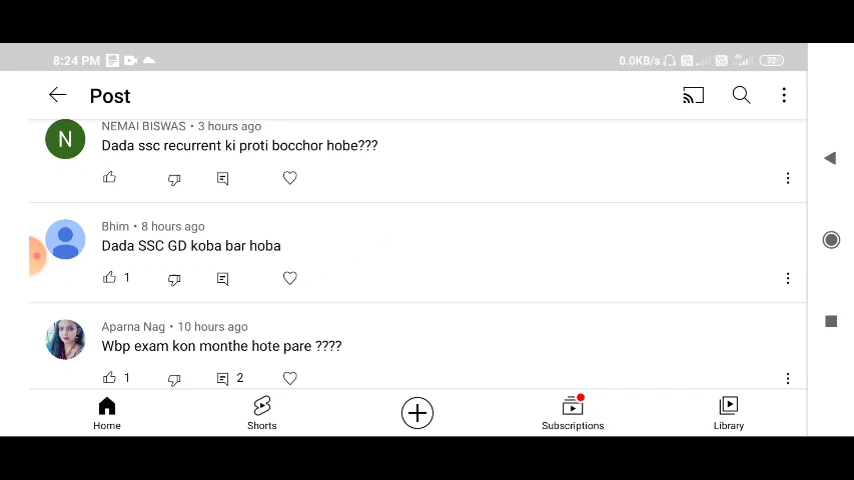 8:24 PM 0.0KB/s 72
Post
NEMAI BISWAS • 3 hours ago
N
Dada ssc recurrent ki proti bocchor hobe???
Bhim • 8 hours ago
Dada SSC GD koba bar hoba
1
Aparna Nag • 10 hours ago
Wbp exam kon monthe hote pare ????
1 2
Home Shorts Subscriptions Library